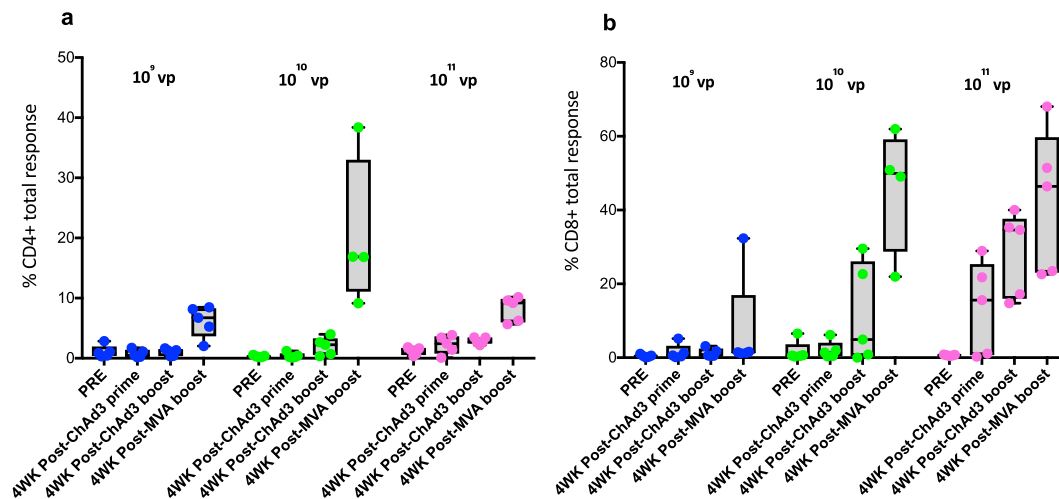 a
% CD4+ total response
50
40
30
20
10
0
10⁹ vp
10¹⁰ vp
10¹¹ vp
PRE
4WK Post-ChAd3 prime
4WK Post-ChAd3 boost
4WK Post-MVA boost
PRE
4WK Post-ChAd3 prime
4WK Post-ChAd3 boost
4WK Post-MVA boost
PRE
4WK Post-ChAd3 prime
4WK Post-ChAd3 boost
4WK Post-MVA boost
b
% CD8+ total response
80
60
40
20
0
10⁹ vp
10¹⁰ vp
10¹¹ vp
PRE
4WK Post-ChAd3 prime
4WK Post-ChAd3 boost
4WK Post-MVA boost
PRE
4WK Post-ChAd3 prime
4WK Post-ChAd3 boost
4WK Post-MVA boost
PRE
4WK Post-ChAd3 prime
4WK Post-ChAd3 boost
4WK Post-MVA boost